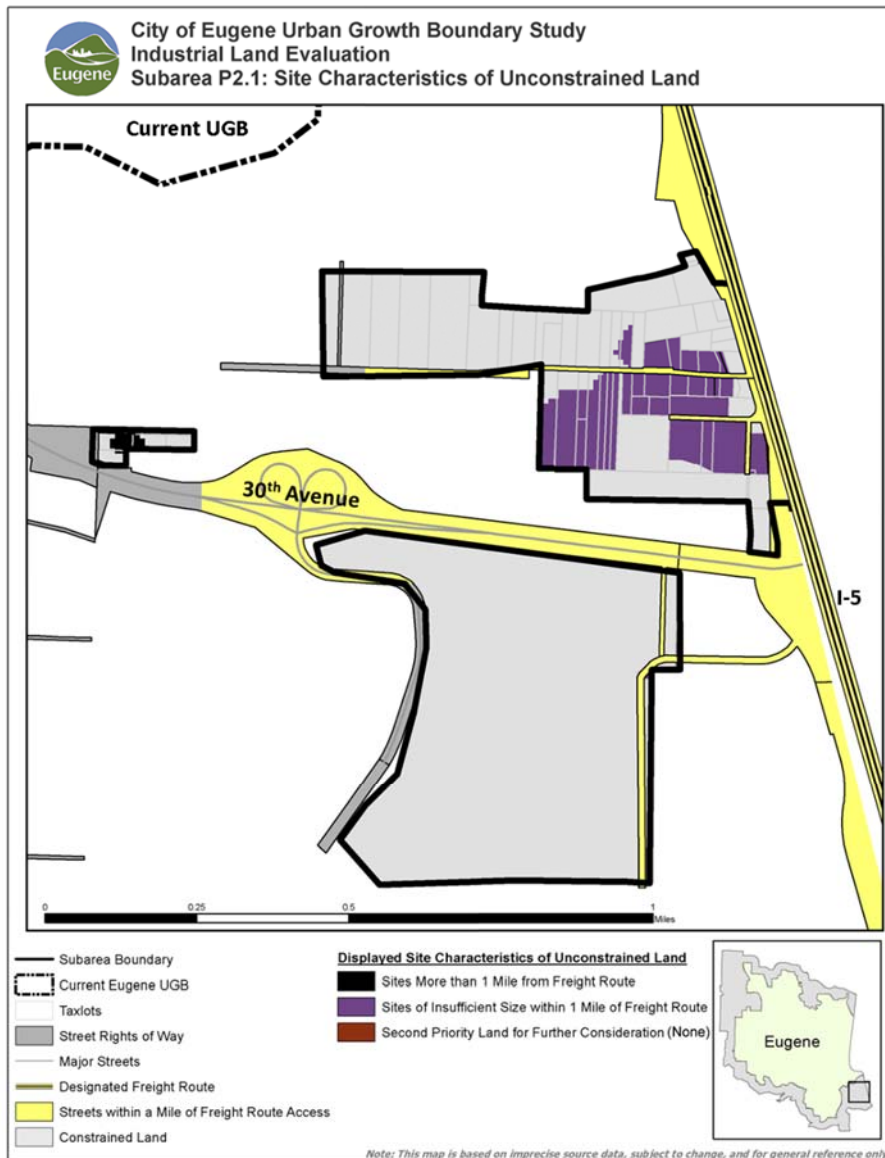 City of Eugene Urban Growth Boundary Study
Industrial Land Evaluation
Subarea P2.1: Site Characteristics of Unconstrained Land
Eugene
Current UGB
30th Avenue
I-5
0 0.25 0.5 1
Miles
Subarea Boundary
Current Eugene UGB
Taxlots
Street Rights of Way
Major Streets
Designated Freight Route
Streets within a Mile of Freight Route Access
Constrained Land
Displayed Site Characteristics of Unconstrained Land
Sites More than 1 Mile from Freight Route
Sites of Insufficient Size within 1 Mile of Freight Route
Second Priority Land for Further Consideration (None)
Eugene
Note: This map is based on imprecise source data, subject to change, and for general reference only